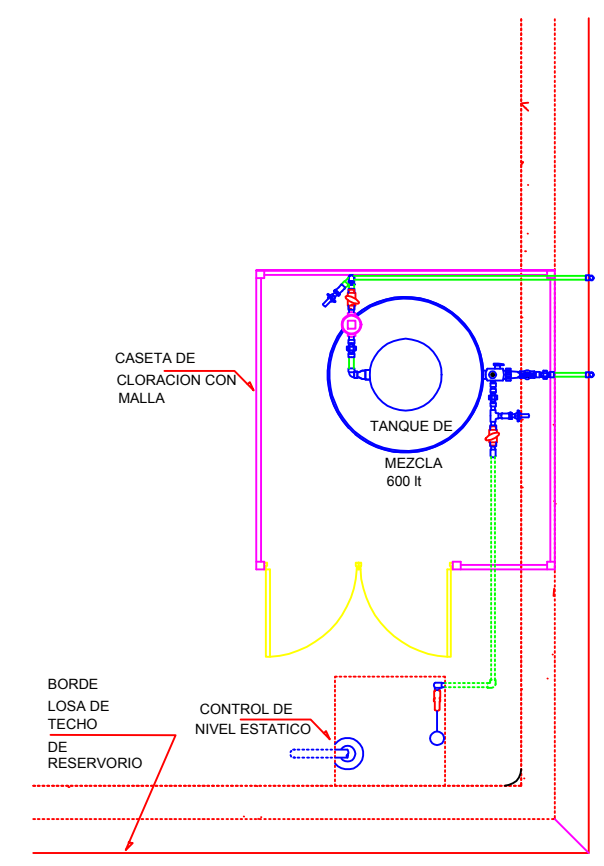 CASETA DE
CLORACION CON
MALLA
TANQUE DE
MEZCLA
600 lt
BORDE
LOSA DE
TECHO
DE
RESERVORIO
CONTROL DE
NIVEL ESTATICO